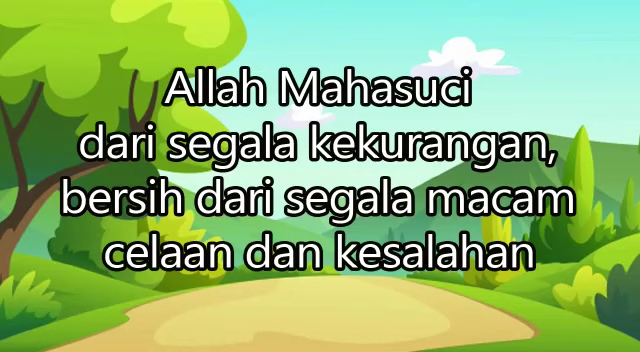 Allah Mahasuci
dari segala kekurangan,
bersih dari segala macam
celaan dan kesalahan